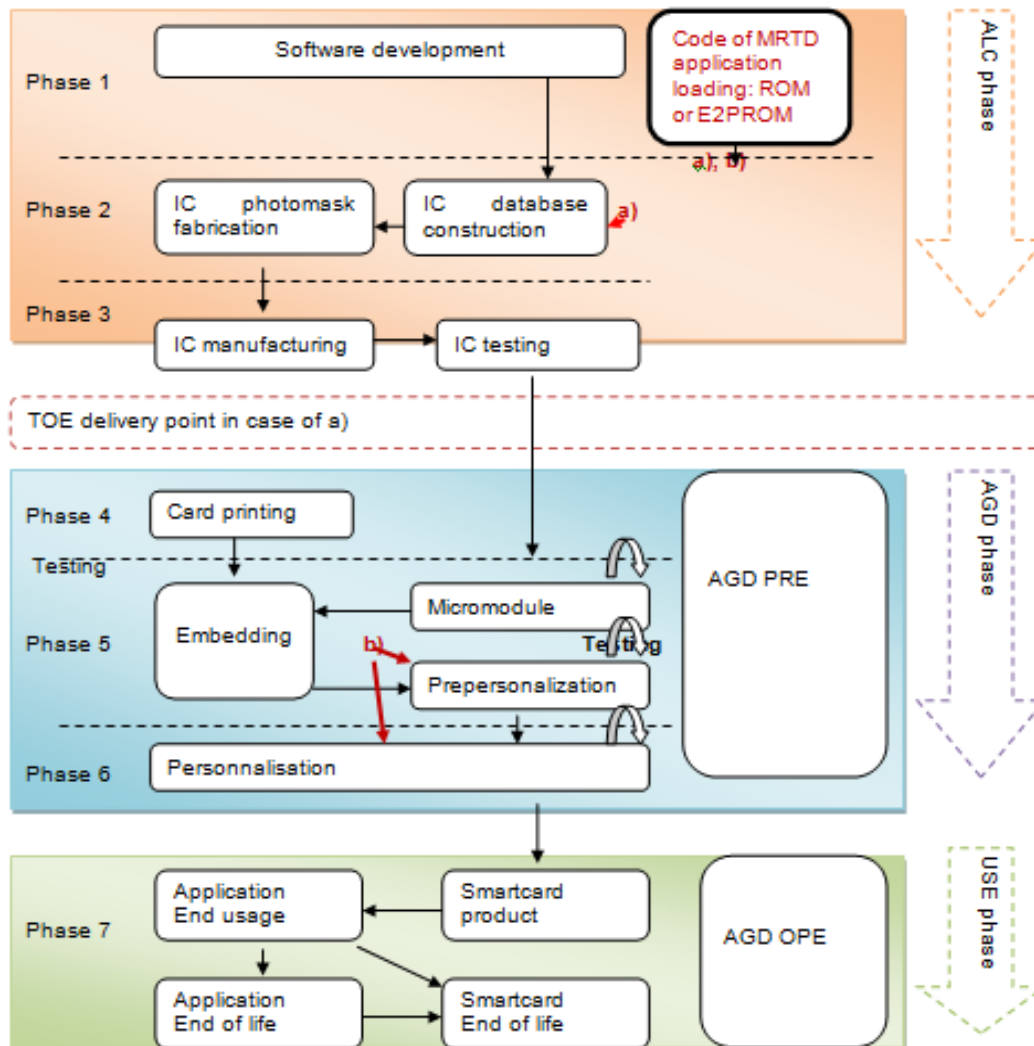 Software development
Code of MRTD
application
loading: ROM
or E2PROM
ALC phase
Phase 1
a), b)
Phase 2
IC photomask
fabrication
IC database
construction
a)
Phase 3
IC manufacturing
IC testing
TOE delivery point in case of a)
Phase 4
Card printing
AGD PRE
AGD phase
Testing
Micromodule
Embedding
Phase 5
b)
Testing
Prepersonalization
Personnalisation
Phase 6
Application
End usage
Smartcard
product
AGD OPE
USE phase
Phase 7
Application
End of life
Smartcard
End of life